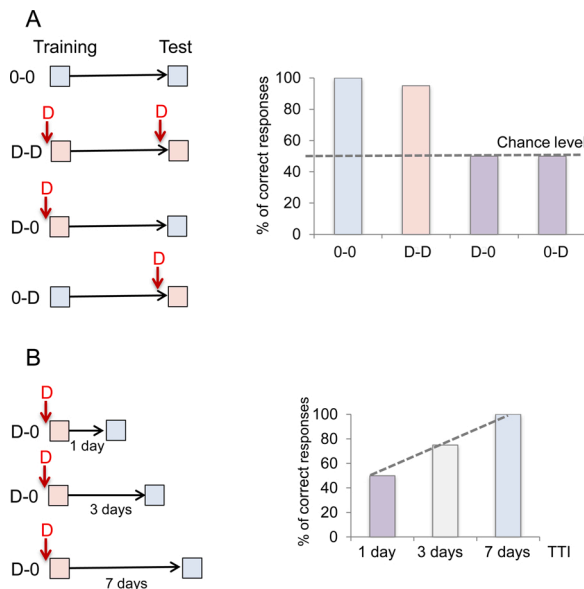 A
Training Test
0-0
D D
D-D
D
D-0
D
0-D
% of correct responses
100
80
60
40
20
0
Chance level
0-0 D-D D-0 0-D
B
D
D-0
1 day
D
D-0
3 days
D
D-0
7 days
% of correct responses
100
80
60
40
20
0
1 day 3 days 7 days TTI